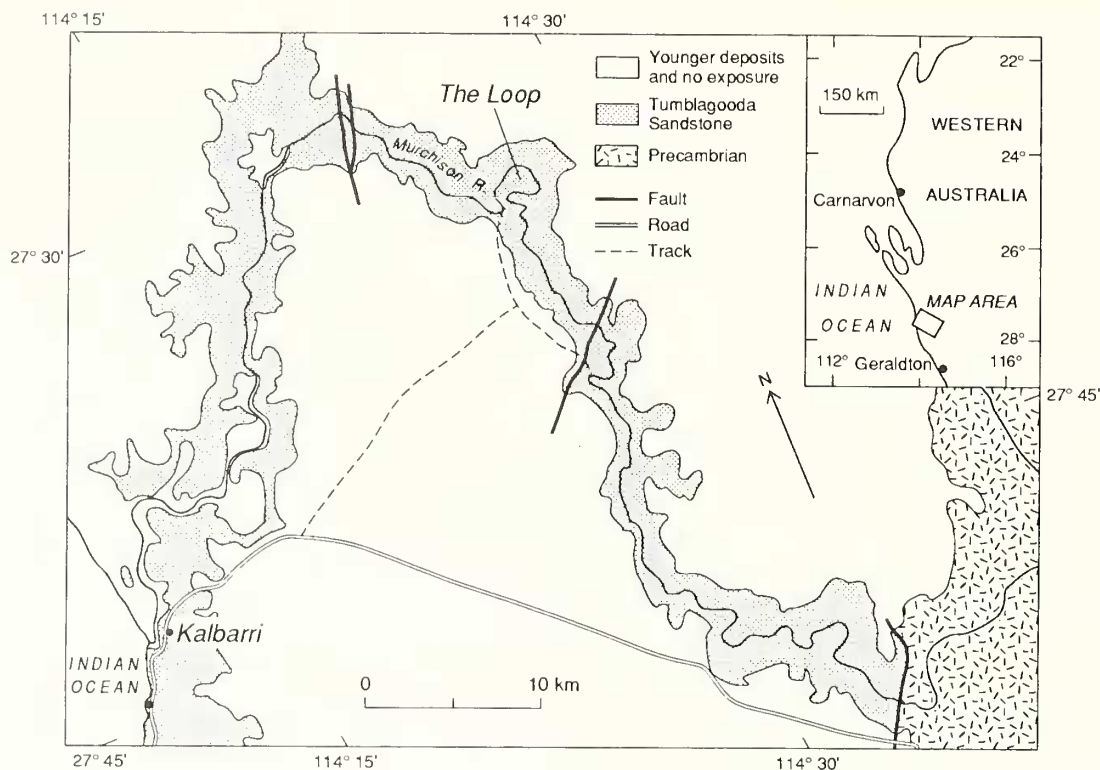 114° 15'
114° 30'
Younger deposits
and no exposure
Tumblagooda
Sandstone
Precambrian
Fault
Road
Track
The Loop
Murchison R.
150 km
22°
WESTERN
24°
AUSTRALIA
Carnarvon
26°
INDIAN
OCEAN
MAP AREA
28°
112°
Geraldton
116°
27° 30'
27° 45'
N
Kalbarri
INDIAN
OCEAN
0
10 km
27° 45'
114° 15'
114° 30'